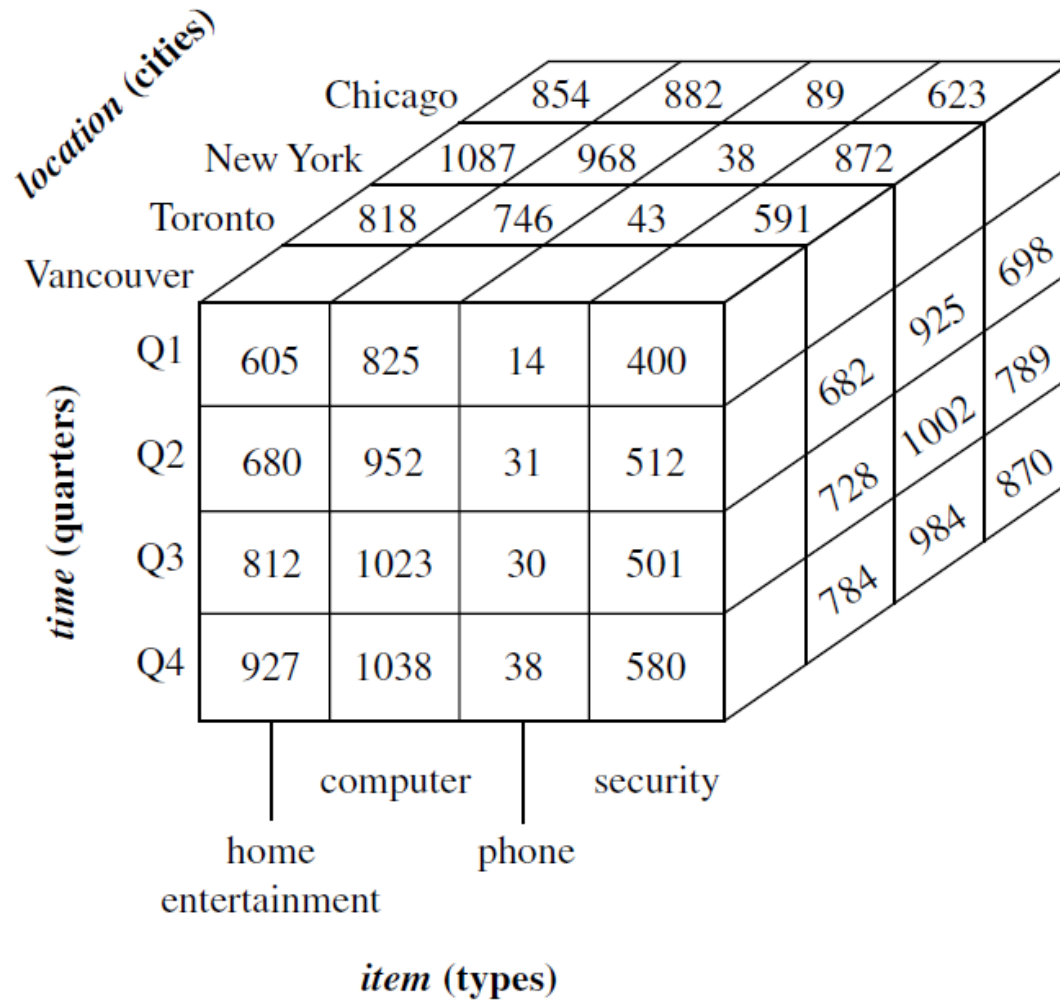 location (cities)
Chicago 854 882 89 623
New York 1087 968 38 872
Toronto 818 746 43 591
Vancouver
Q1 605 825 14 400
Q2 680 952 31 512
Q3 812 1023 30 501
Q4 927 1038 38 580
682 925 698
728 1002 789
784 984 870
time (quarters)
computer security
home phone
entertainment
item (types)